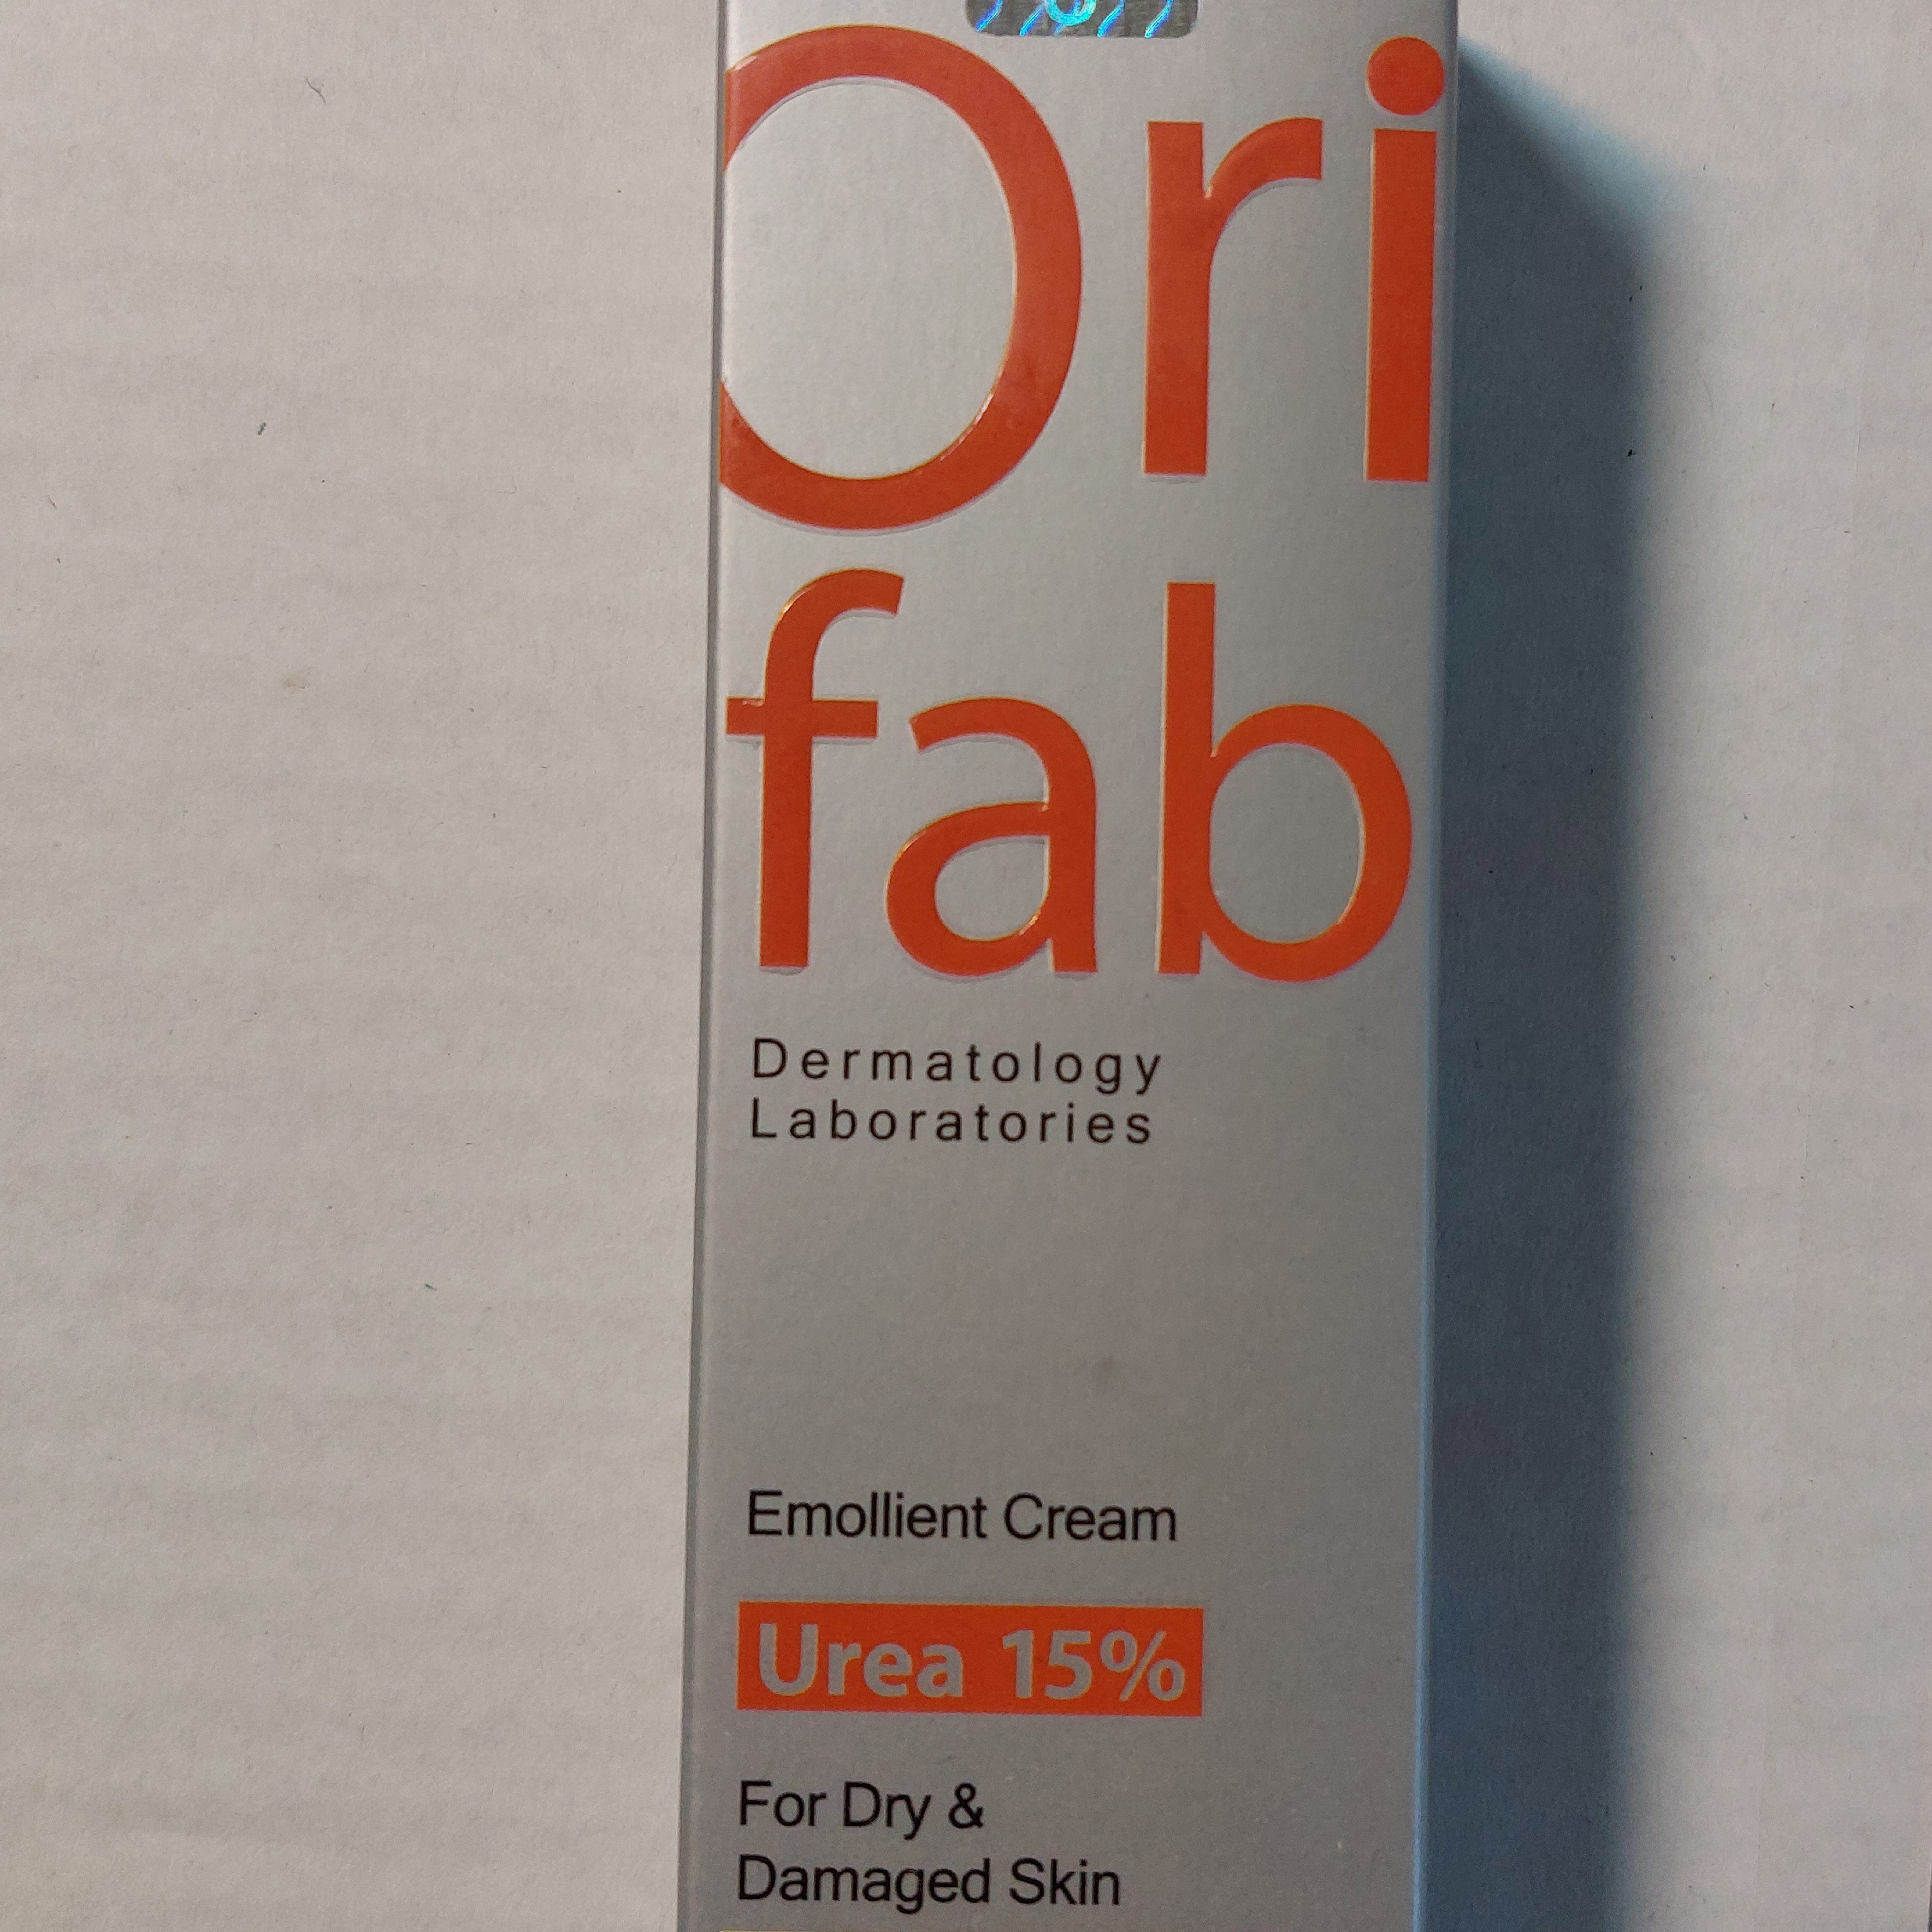 Ori
fab
Dermatology
Laboratories
Emollient Cream
Urea 15%
For Dry &
Damaged Skin